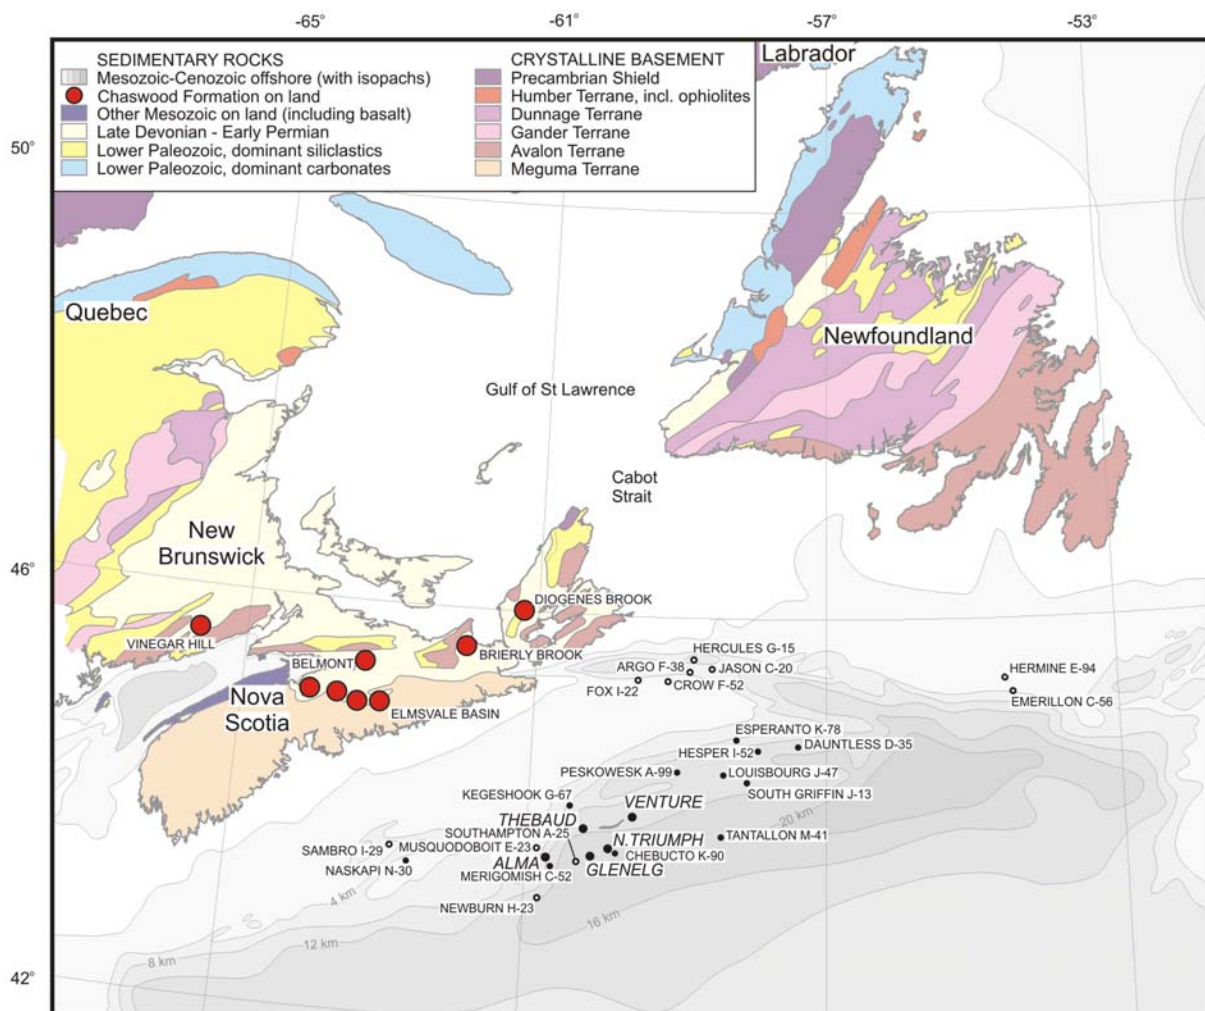 -65°
-61°
-57°
-53°
50°
46°
42°
SEDIMENTARY ROCKS
Mesozoic-Cenozoic offshore (with isopachs)
Chaswood Formation on land
Other Mesozoic on land (including basalt)
Late Devonian - Early Permian
Lower Paleozoic, dominant siliclastics
Lower Paleozoic, dominant carbonates
CRYSTALLINE BASEMENT
Precambrian Shield
Humber Terrane, incl. ophiolites
Dunnage Terrane
Gander Terrane
Avalon Terrane
Meguma Terrane
Labrador
Quebec
Newfoundland
Gulf of St Lawrence
Cabot
Strait
New
Brunswick
DIOGENES BROOK
VINEGAR HILL
BELMONT
BRIERLY BROOK
Nova
Scotia
ELMSVALE BASIN
HERCULES G-15
ARGO F-38
JASON C-20
FOX I-22
CROW F-52
HERMINE E-94
EMERILLON C-56
ESPERANTO K-78
HESPER I-52
DAUNTLESS D-35
PESKOWESK A-99
LOUISBOURG J-47
SOUTH GRIFFIN J-13
KEGESHOOK G-67
VENTURE
THEBAUD
20 km
SOUTHAMPTON A-25
N.TRIUMPH
TANTALLON M-41
SAMBRO I-29
MUSQUODOBOIT E-23
CHEBUCTO K-90
NASKAPI N-30
ALMA
GLENELG
MERIGOMISH C-52
4 km
NEWBURN H-23
16 km
12 km
8 km